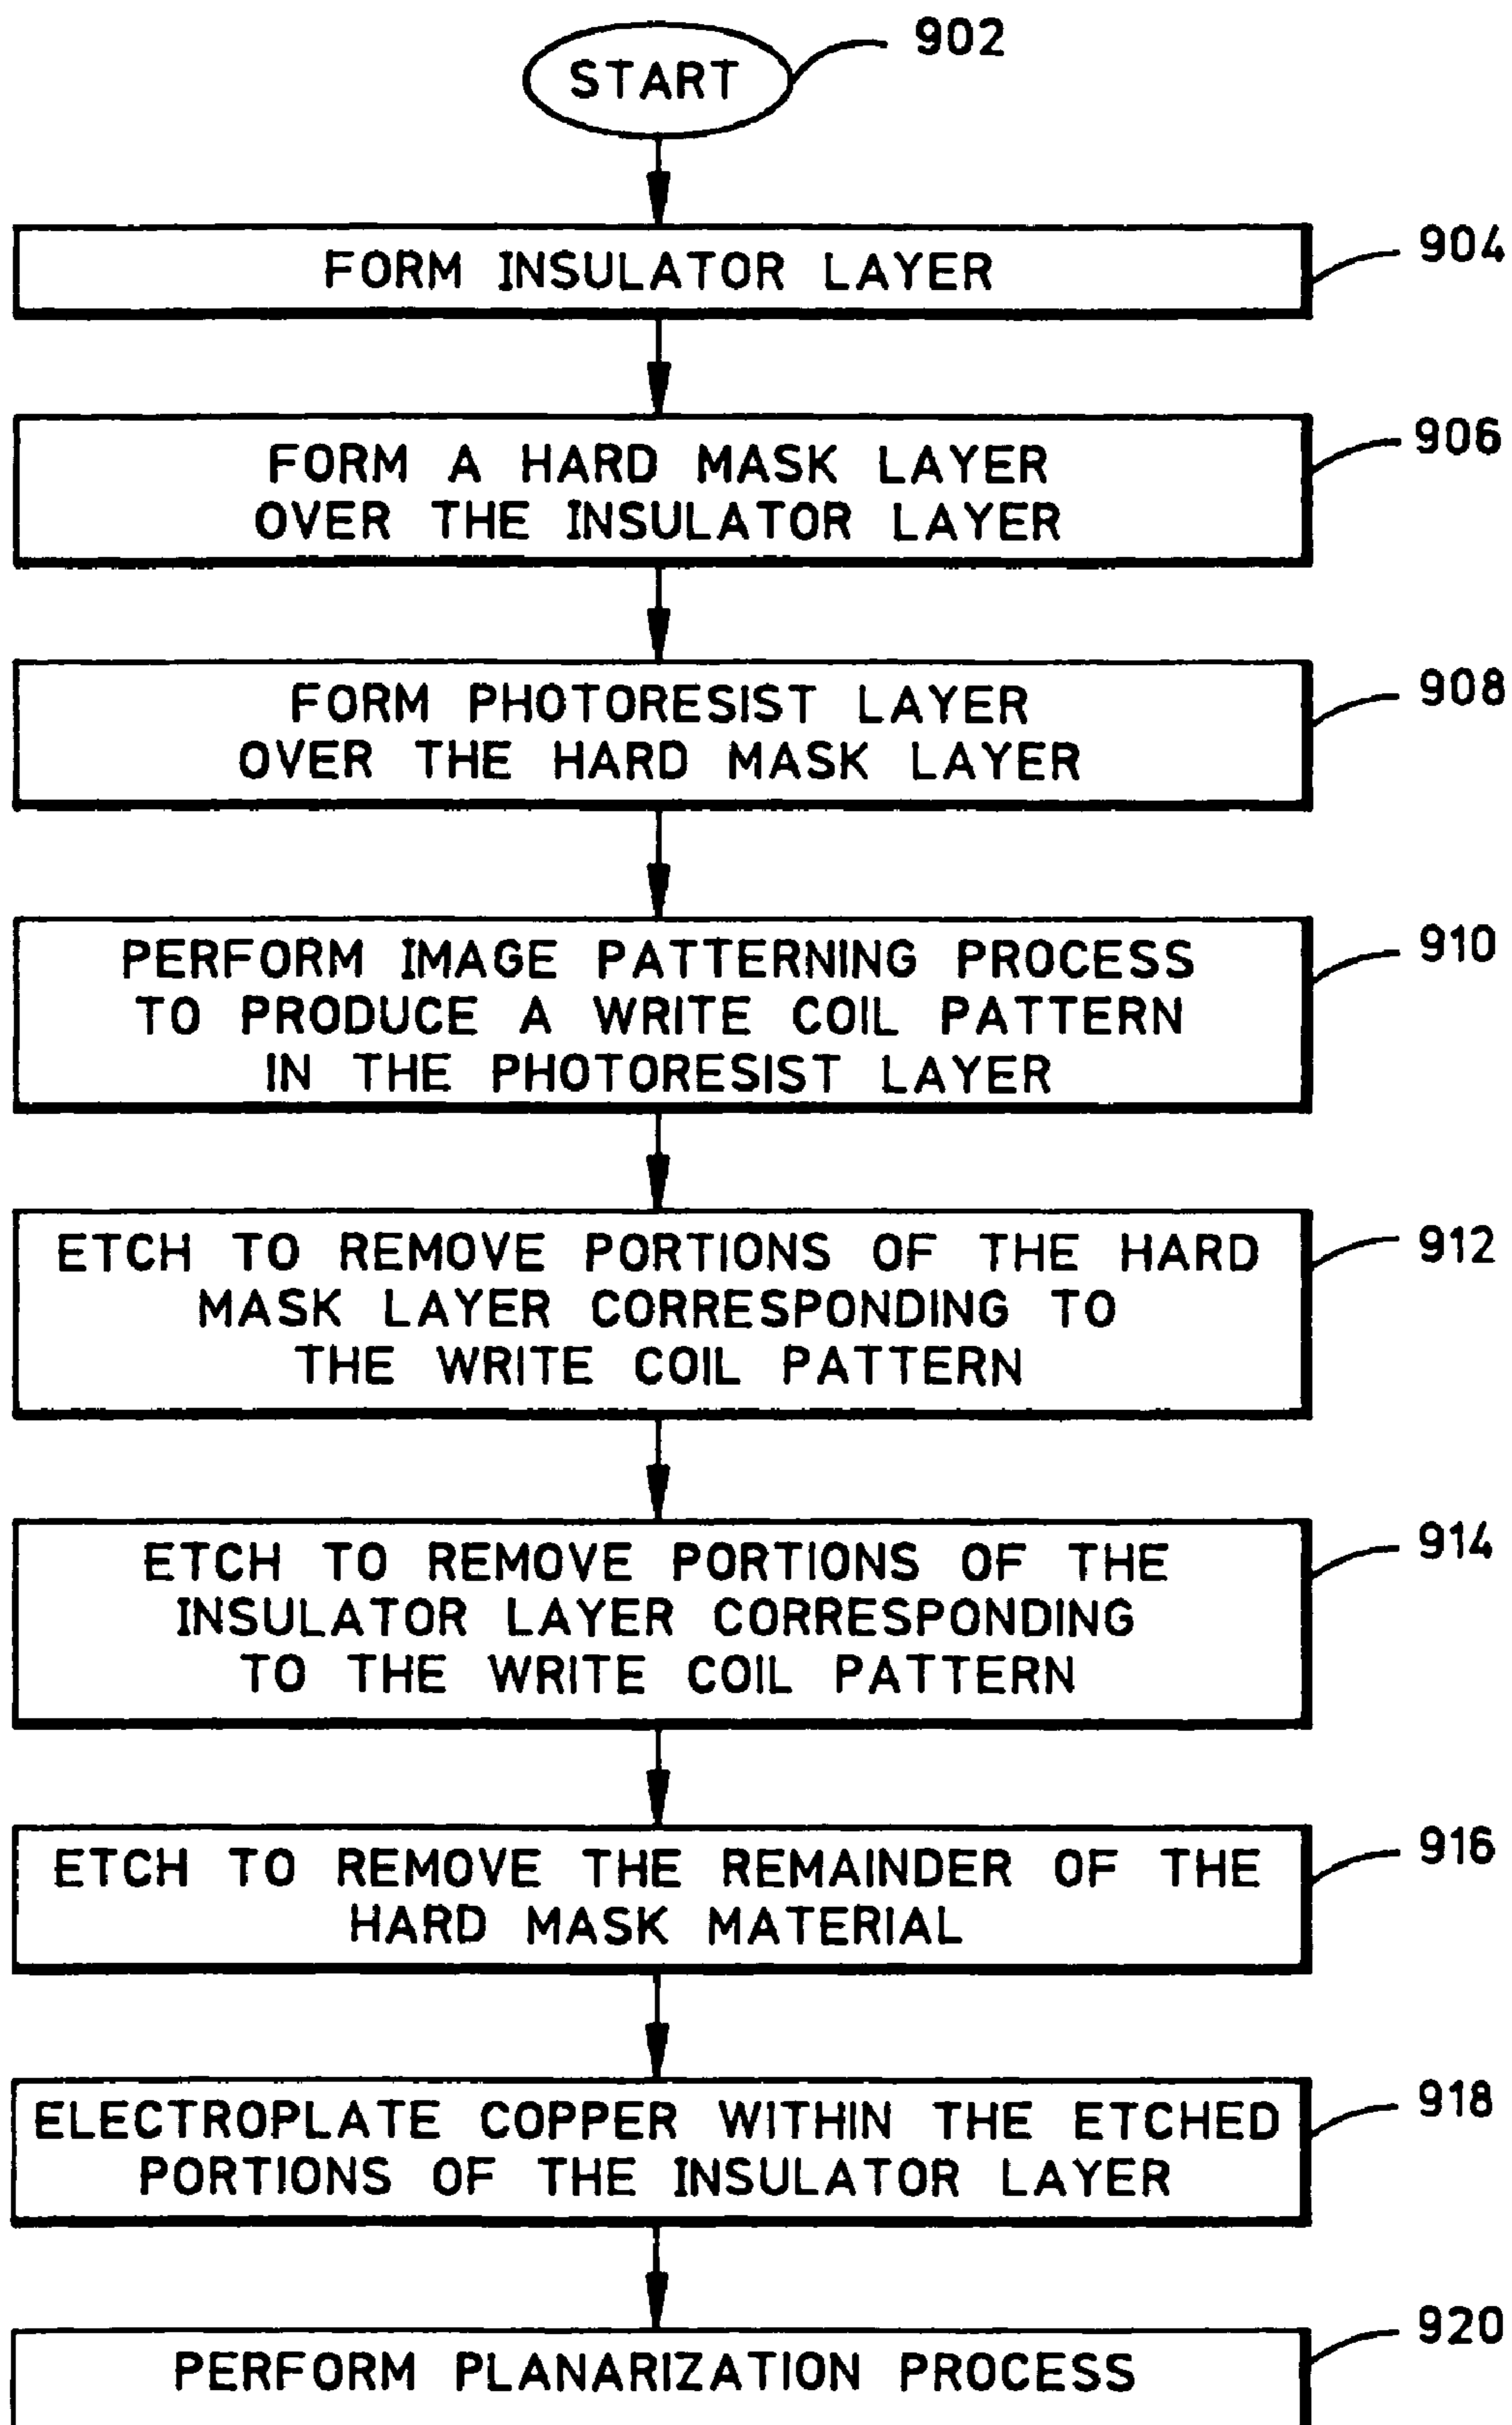 START
902
FORM INSULATOR LAYER
904
FORM A HARD MASK LAYER
OVER THE INSULATOR LAYER
906
FORM PHOTORESIST LAYER
OVER THE HARD MASK LAYER
908
PERFORM IMAGE PATTERNING PROCESS
TO PRODUCE A WRITE COIL PATTERN
IN THE PHOTORESIST LAYER
910
ETCH TO REMOVE PORTIONS OF THE HARD
MASK LAYER CORRESPONDING TO
THE WRITE COIL PATTERN
912
ETCH TO REMOVE PORTIONS OF THE
INSULATOR LAYER CORRESPONDING
TO THE WRITE COIL PATTERN
914
ETCH TO REMOVE THE REMAINDER OF THE
HARD MASK MATERIAL
916
ELECTROPLATE COPPER WITHIN THE ETCHED
PORTIONS OF THE INSULATOR LAYER
918
PERFORM PLANARIZATION PROCESS
920